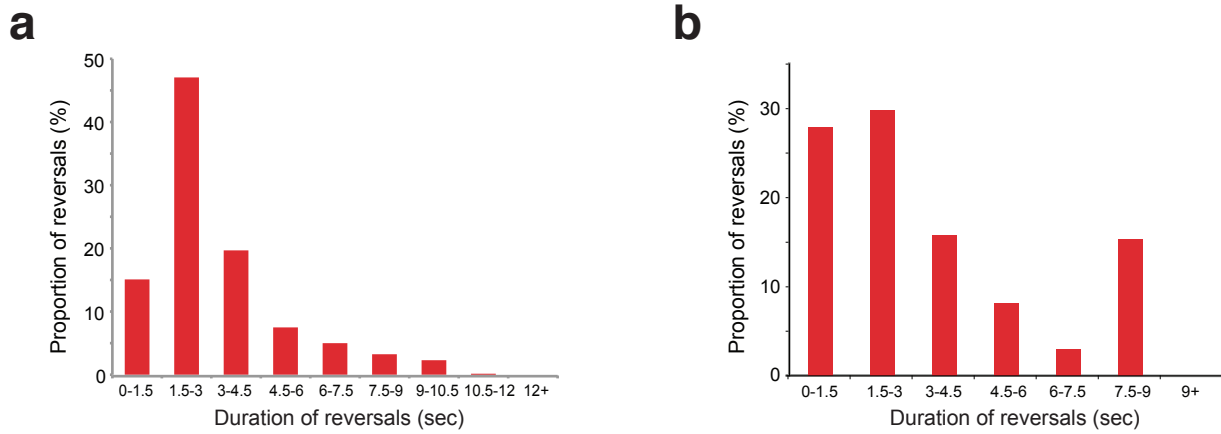 a
Proportion of reversals (%)
50
40
30
20
10
0
0-1.5 1.5-3 3-4.5 4.5-6 6-7.5 7.5-9 9-10.5 10.5-12 12+
Duration of reversals (sec)
b
Proportion of reversals (%)
30
20
10
0
0-1.5 1.5-3 3-4.5 4.5-6 6-7.5 7.5-9 9+
Duration of reversals (sec)